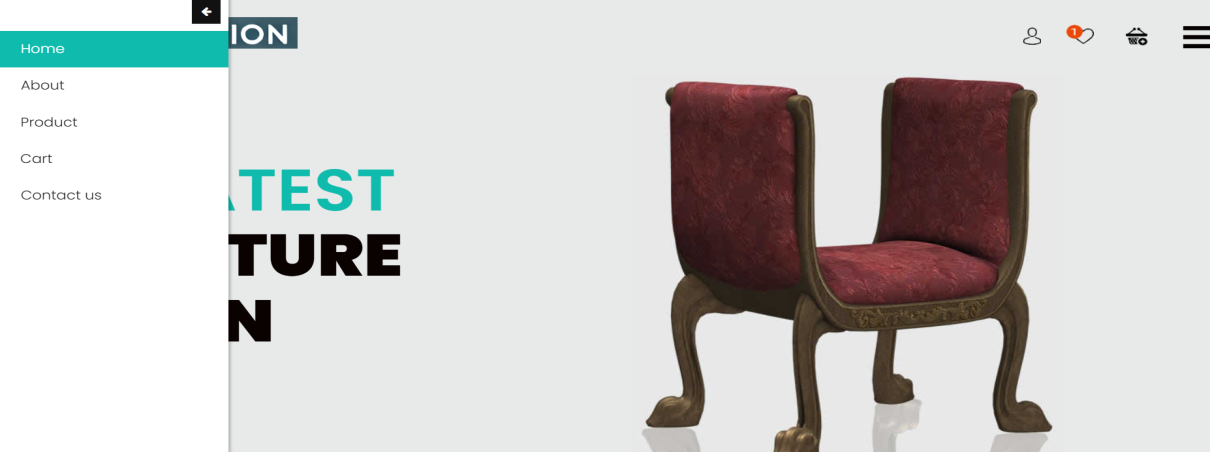 Home
About
Product
Cart
Contact us
ION
1
ATEST
TURE
N